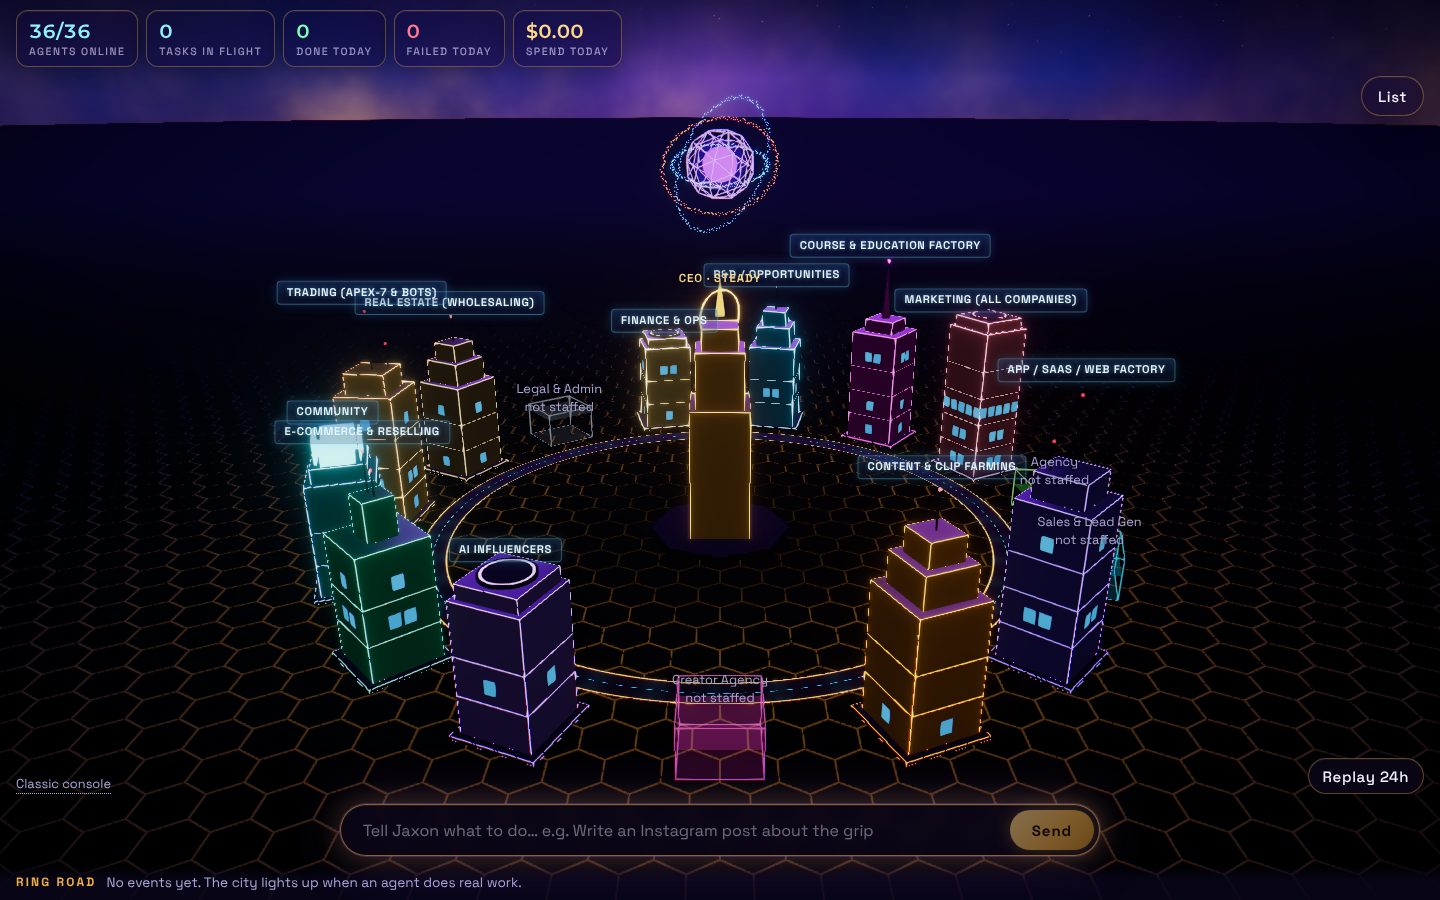 36/36
AGENTS ONLINE
0
TASKS IN FLIGHT
0
DONE TODAY
0
FAILED TODAY
$0.00
SPEND TODAY
List
COURSE & EDUCATION FACTORY
R&D / OPPORTUNITIES
CEO · STEADY
TRADING (APEX-7 & BOTS)
REAL ESTATE (WHOLESALING)
MARKETING (ALL COMPANIES)
FINANCE & OPS
APP / SAAS / WEB FACTORY
Legal & Admin
not staffed
COMMUNITY
E-COMMERCE & RESELLING
CONTENT & CLIP FARMING
Agency
not staffed
Sales & Lead Gen
not staffed
AI INFLUENCERS
Creator Agency
not staffed
Classic console
Replay 24h
Tell Jaxon what to do... e.g. Write an Instagram post about the grip
Send
RING ROAD No events yet. The city lights up when an agent does real work.